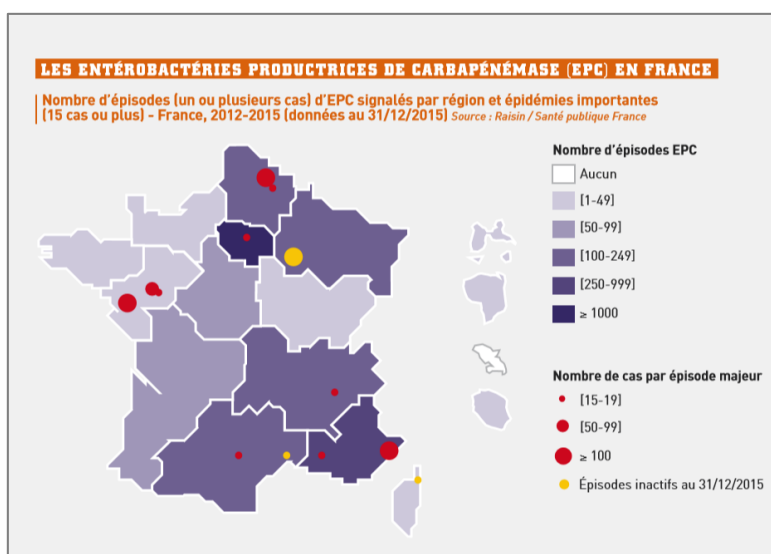 LES ENTÉROBACTÉRIES PRODUCTRICES DE CARBAPÉNÉMASE (EPC) EN FRANCE
Nombre d'épisodes (un ou plusieurs cas) d'EPC signalés par région et épidémies importantes
(15 cas ou plus) - France, 2012-2015 (données au 31/12/2015) Source : Raisin / Santé publique France
Nombre d'épisodes EPC
Aucun
[1-49]
[50-99]
[100-249]
[250-999]
≥ 1000
Nombre de cas par épisode majeur
[15-19]
[50-99]
≥ 100
Épisodes inactifs au 31/12/2015